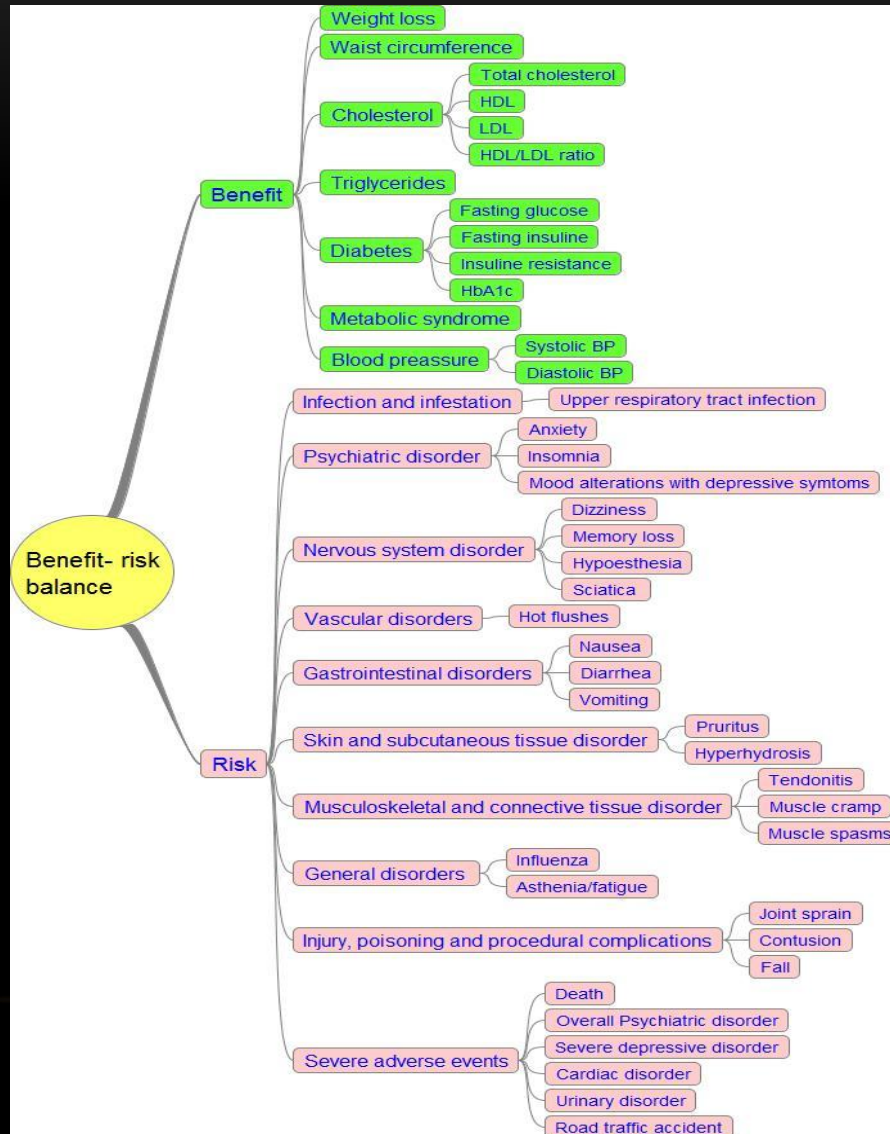 Benefit- risk
balance
Benefit
Weight loss
Waist circumference
Cholesterol
Total cholesterol
HDL
LDL
HDL/LDL ratio
Triglycerides
Diabetes
Fasting glucose
Fasting insuline
Insuline resistance
HbA1c
Metabolic syndrome
Blood preassure
Systolic BP
Diastolic BP
Risk
Infection and infestation
Upper respiratory tract infection
Psychiatric disorder
Anxiety
Insomnia
Mood alterations with depressive symtoms
Nervous system disorder
Dizziness
Memory loss
Hypoesthesia
Sciatica
Vascular disorders
Hot flushes
Gastrointestinal disorders
Nausea
Diarrhea
Vomiting
Skin and subcutaneous tissue disorder
Pruritus
Hyperhydrosis
Musculoskeletal and connective tissue disorder
Tendonitis
Muscle cramp
Muscle spasms
General disorders
Influenza
Asthenia/fatigue
Injury, poisoning and procedural complications
Joint sprain
Contusion
Fall
Severe adverse events
Death
Overall Psychiatric disorder
Severe depressive disorder
Cardiac disorder
Urinary disorder
Road traffic accident